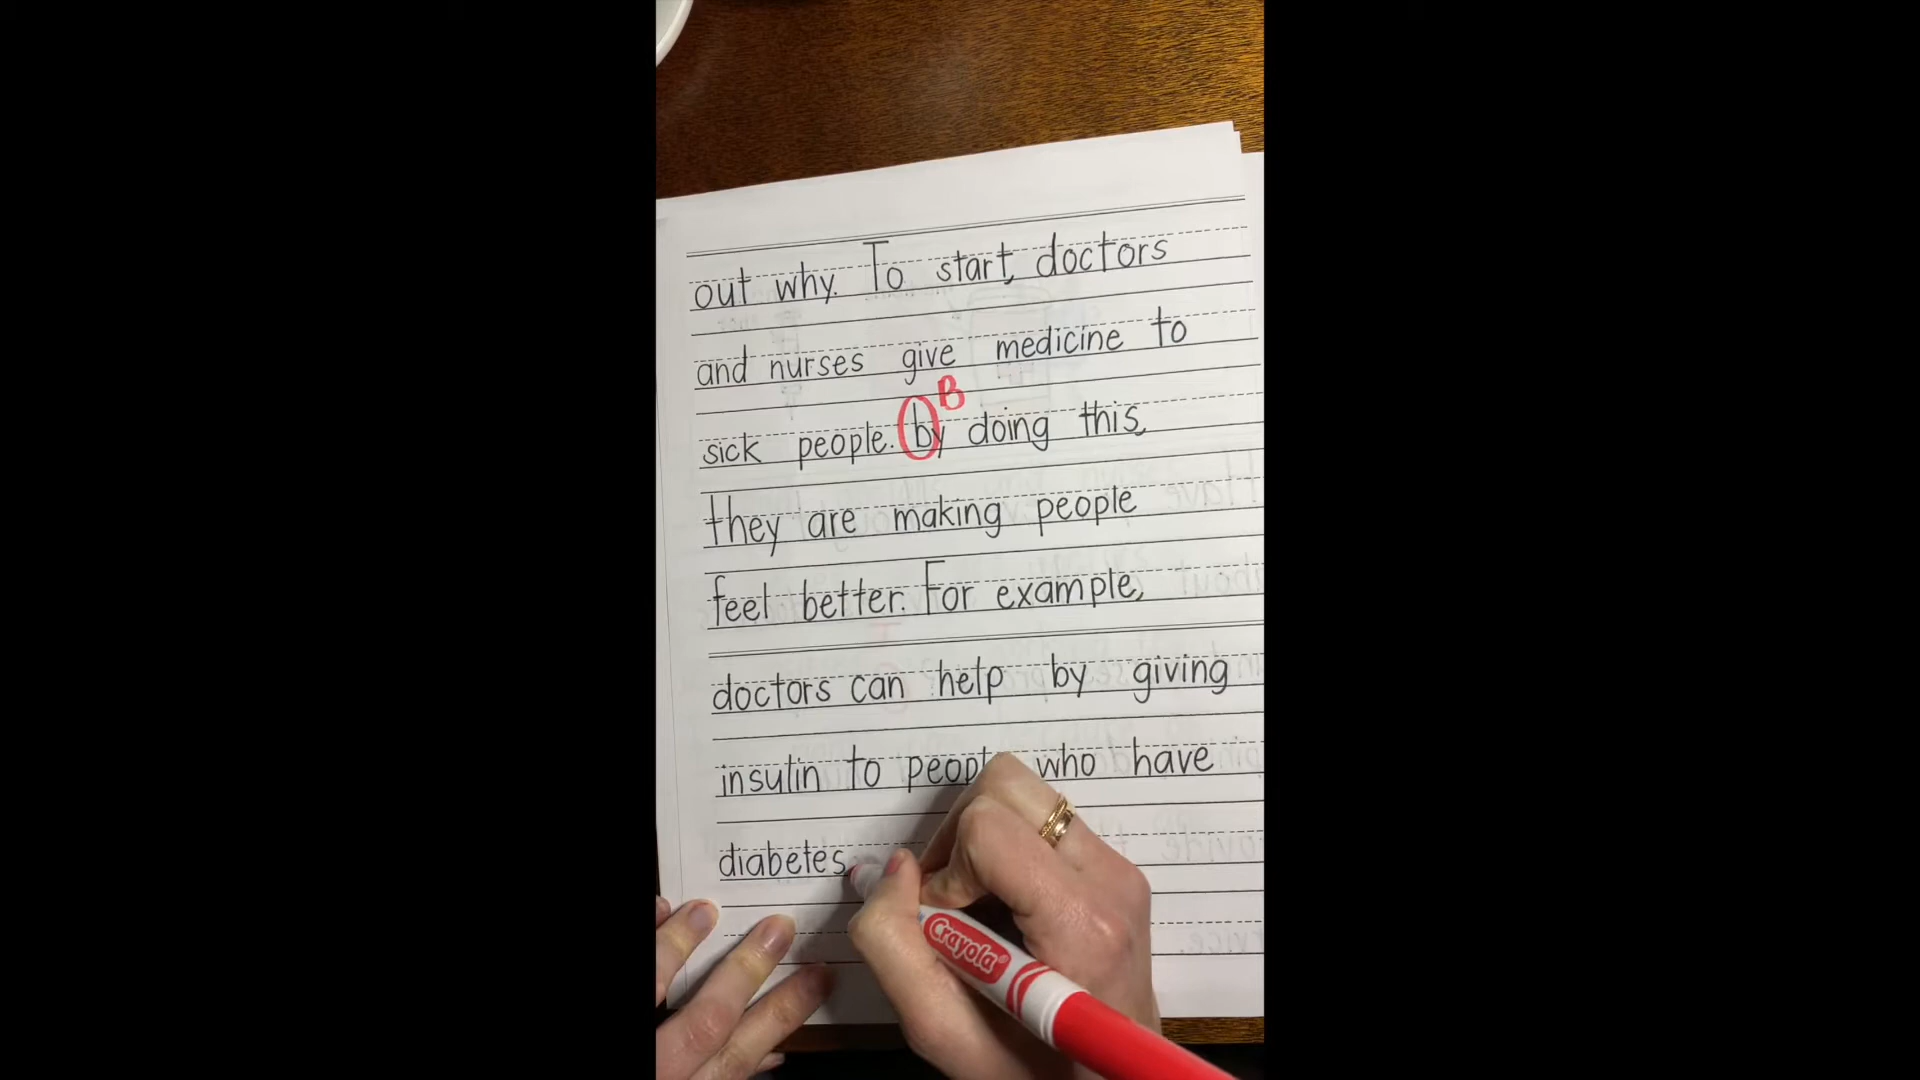 out why. To start, doctors
and nurses give medicine to
B
sick people. by doing this,
they are making people
feel better. For example,
doctors can help by giving
insulin to people who have
diabetes.
Crayola